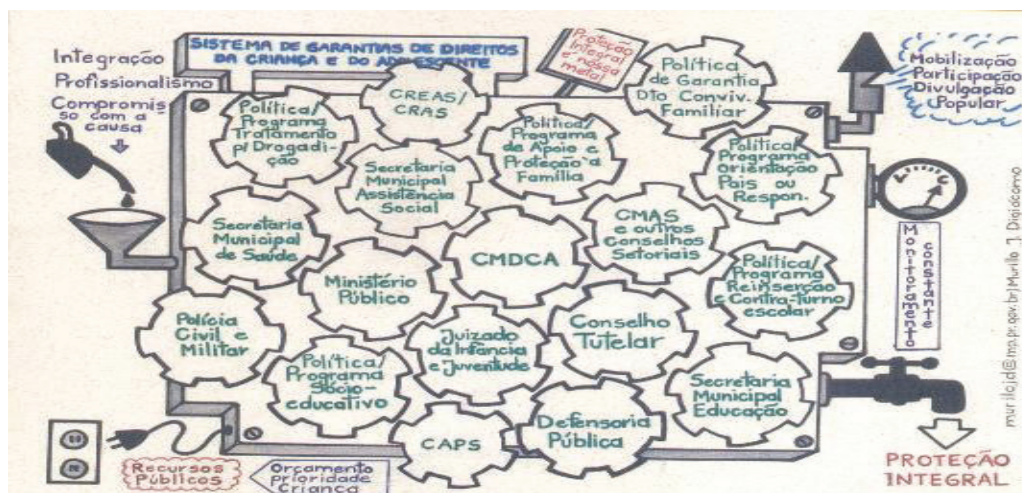 Integração
Profissionalismo
Compromis
so com a
causa
SISTEMA DE GARANTIAS DE DIREITOS
DA CRIANÇA E DO ADOLESCENTE
Proteção
Integral
é nossa
meta!
Política
de Garantia
Dto Conviv.
Familiar
Mobilização
Participação
Divulgação
Popular
Política/
Programa
Tratamento
p/ Drogadi-
ção
CREAS/
CRAS
Política/
Programa
de Apoio e
Proteção à
Família
Política/
Programa
Orientação
Pais ou
Respon.
Secretaria
Municipal
Assistência
Social
Secretaria
Municipal
de Saúde
CMDCA
CMAS
e outros
Conselhos
Setoriais
Ministério
Público
Política/
Programa
Reinserção
e Contra-turno
escolar
Monitoramento
constante
Polícia
Civil e
Militar
Política/
Programa
Sócio-
educativo
Juizado
da Infância
e Juventude
Conselho
Tutelar
Secretaria
Municipal
Educação
CAPS
Defensoria
Pública
Recursos
Públicos
Orçamento
prioridade
Criança
PROTEÇÃO
INTEGRAL
murilojd@mp.pr.gov.br|Murillo J. Digiácomo